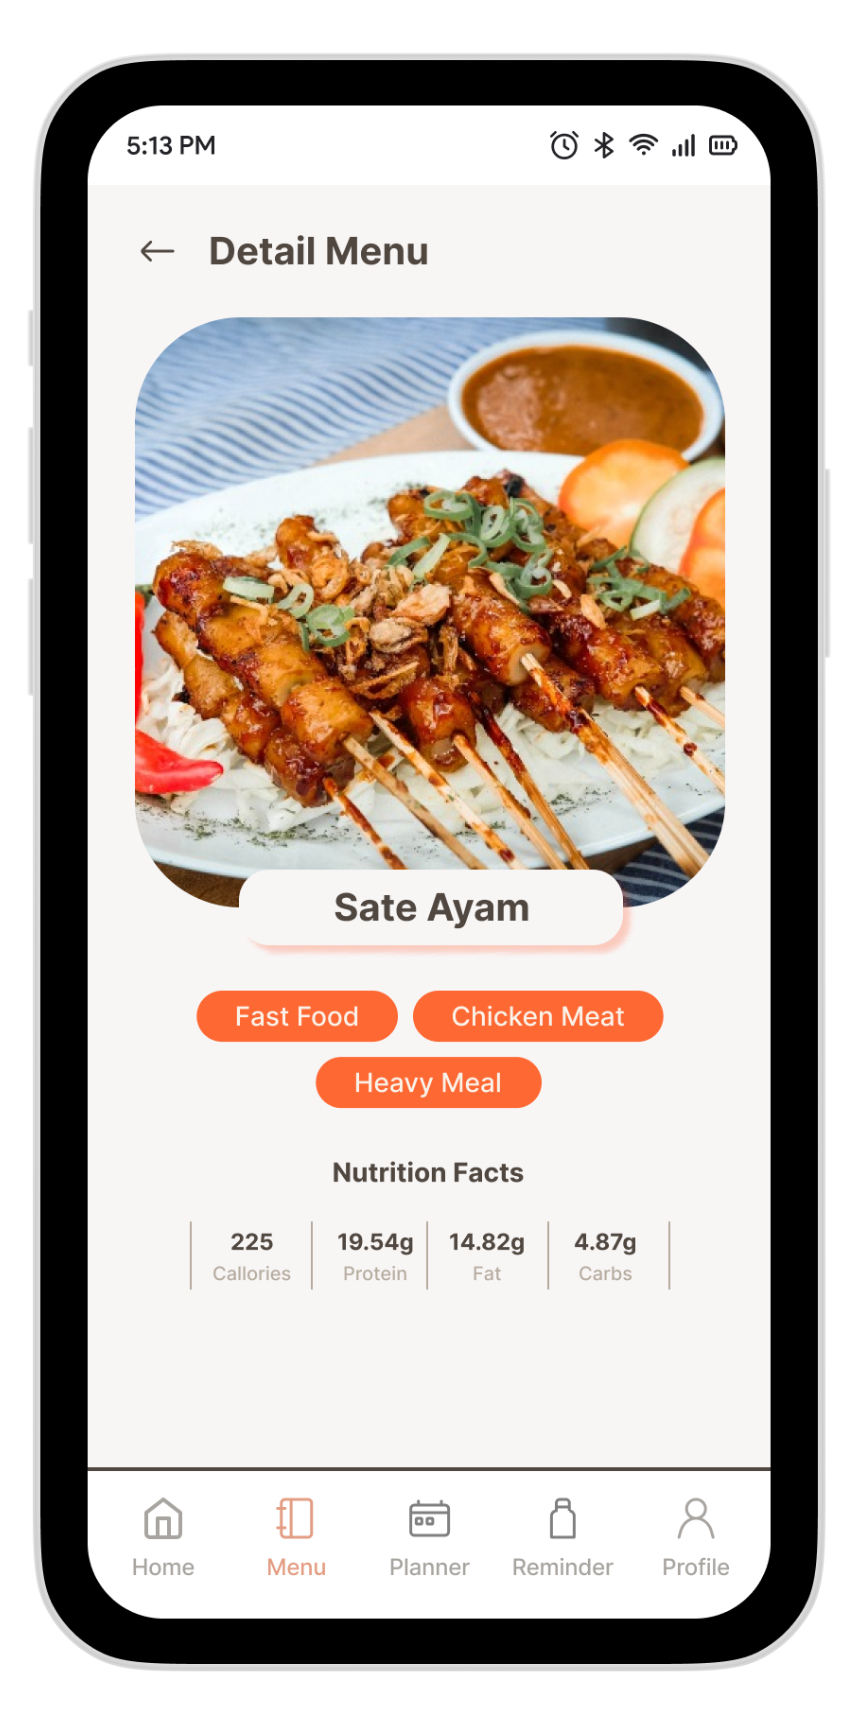 5:13 PM
Detail Menu
Sate Ayam
Fast Food Chicken Meat
Heavy Meal
Nutrition Facts
225 19.54g 14.82g 4.87g
Callories Protein Fat Carbs
Home Menu Planner Reminder Profile